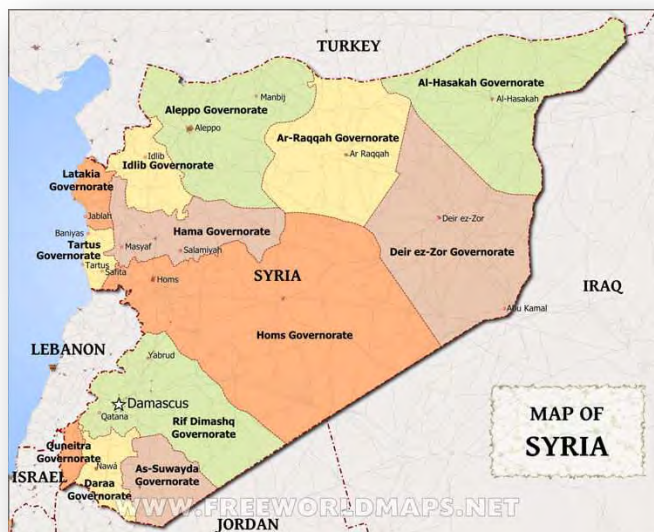 TURKEY
Al-Hasakah Governorate
Manbij
Al-Hasakah
Aleppo Governorate
Aleppo
Ar-Raqqah Governorate
Ar Raqqah
Idlib
Idlib Governorate
Latakia
Governorate
Jablah
Deir ez-Zor
Baniyas
Hama Governorate
Tartus
Governorate
Masyaf
Salamiyah
Deir ez-Zor Governorate
Tartus
Safita
Homs
SYRIA
IRAQ
Abu Kamal
Homs Governorate
LEBANON
Yabrud
Damascus
Qatana
Rif Dimashq
Governorate
MAP OF
SYRIA
Quneitra
Governorate
Nawá
ISRAEL
Daraa
Governorate
As-Suwayda
Governorate
WWW.FREEWORLDMAPS.NET
JORDAN